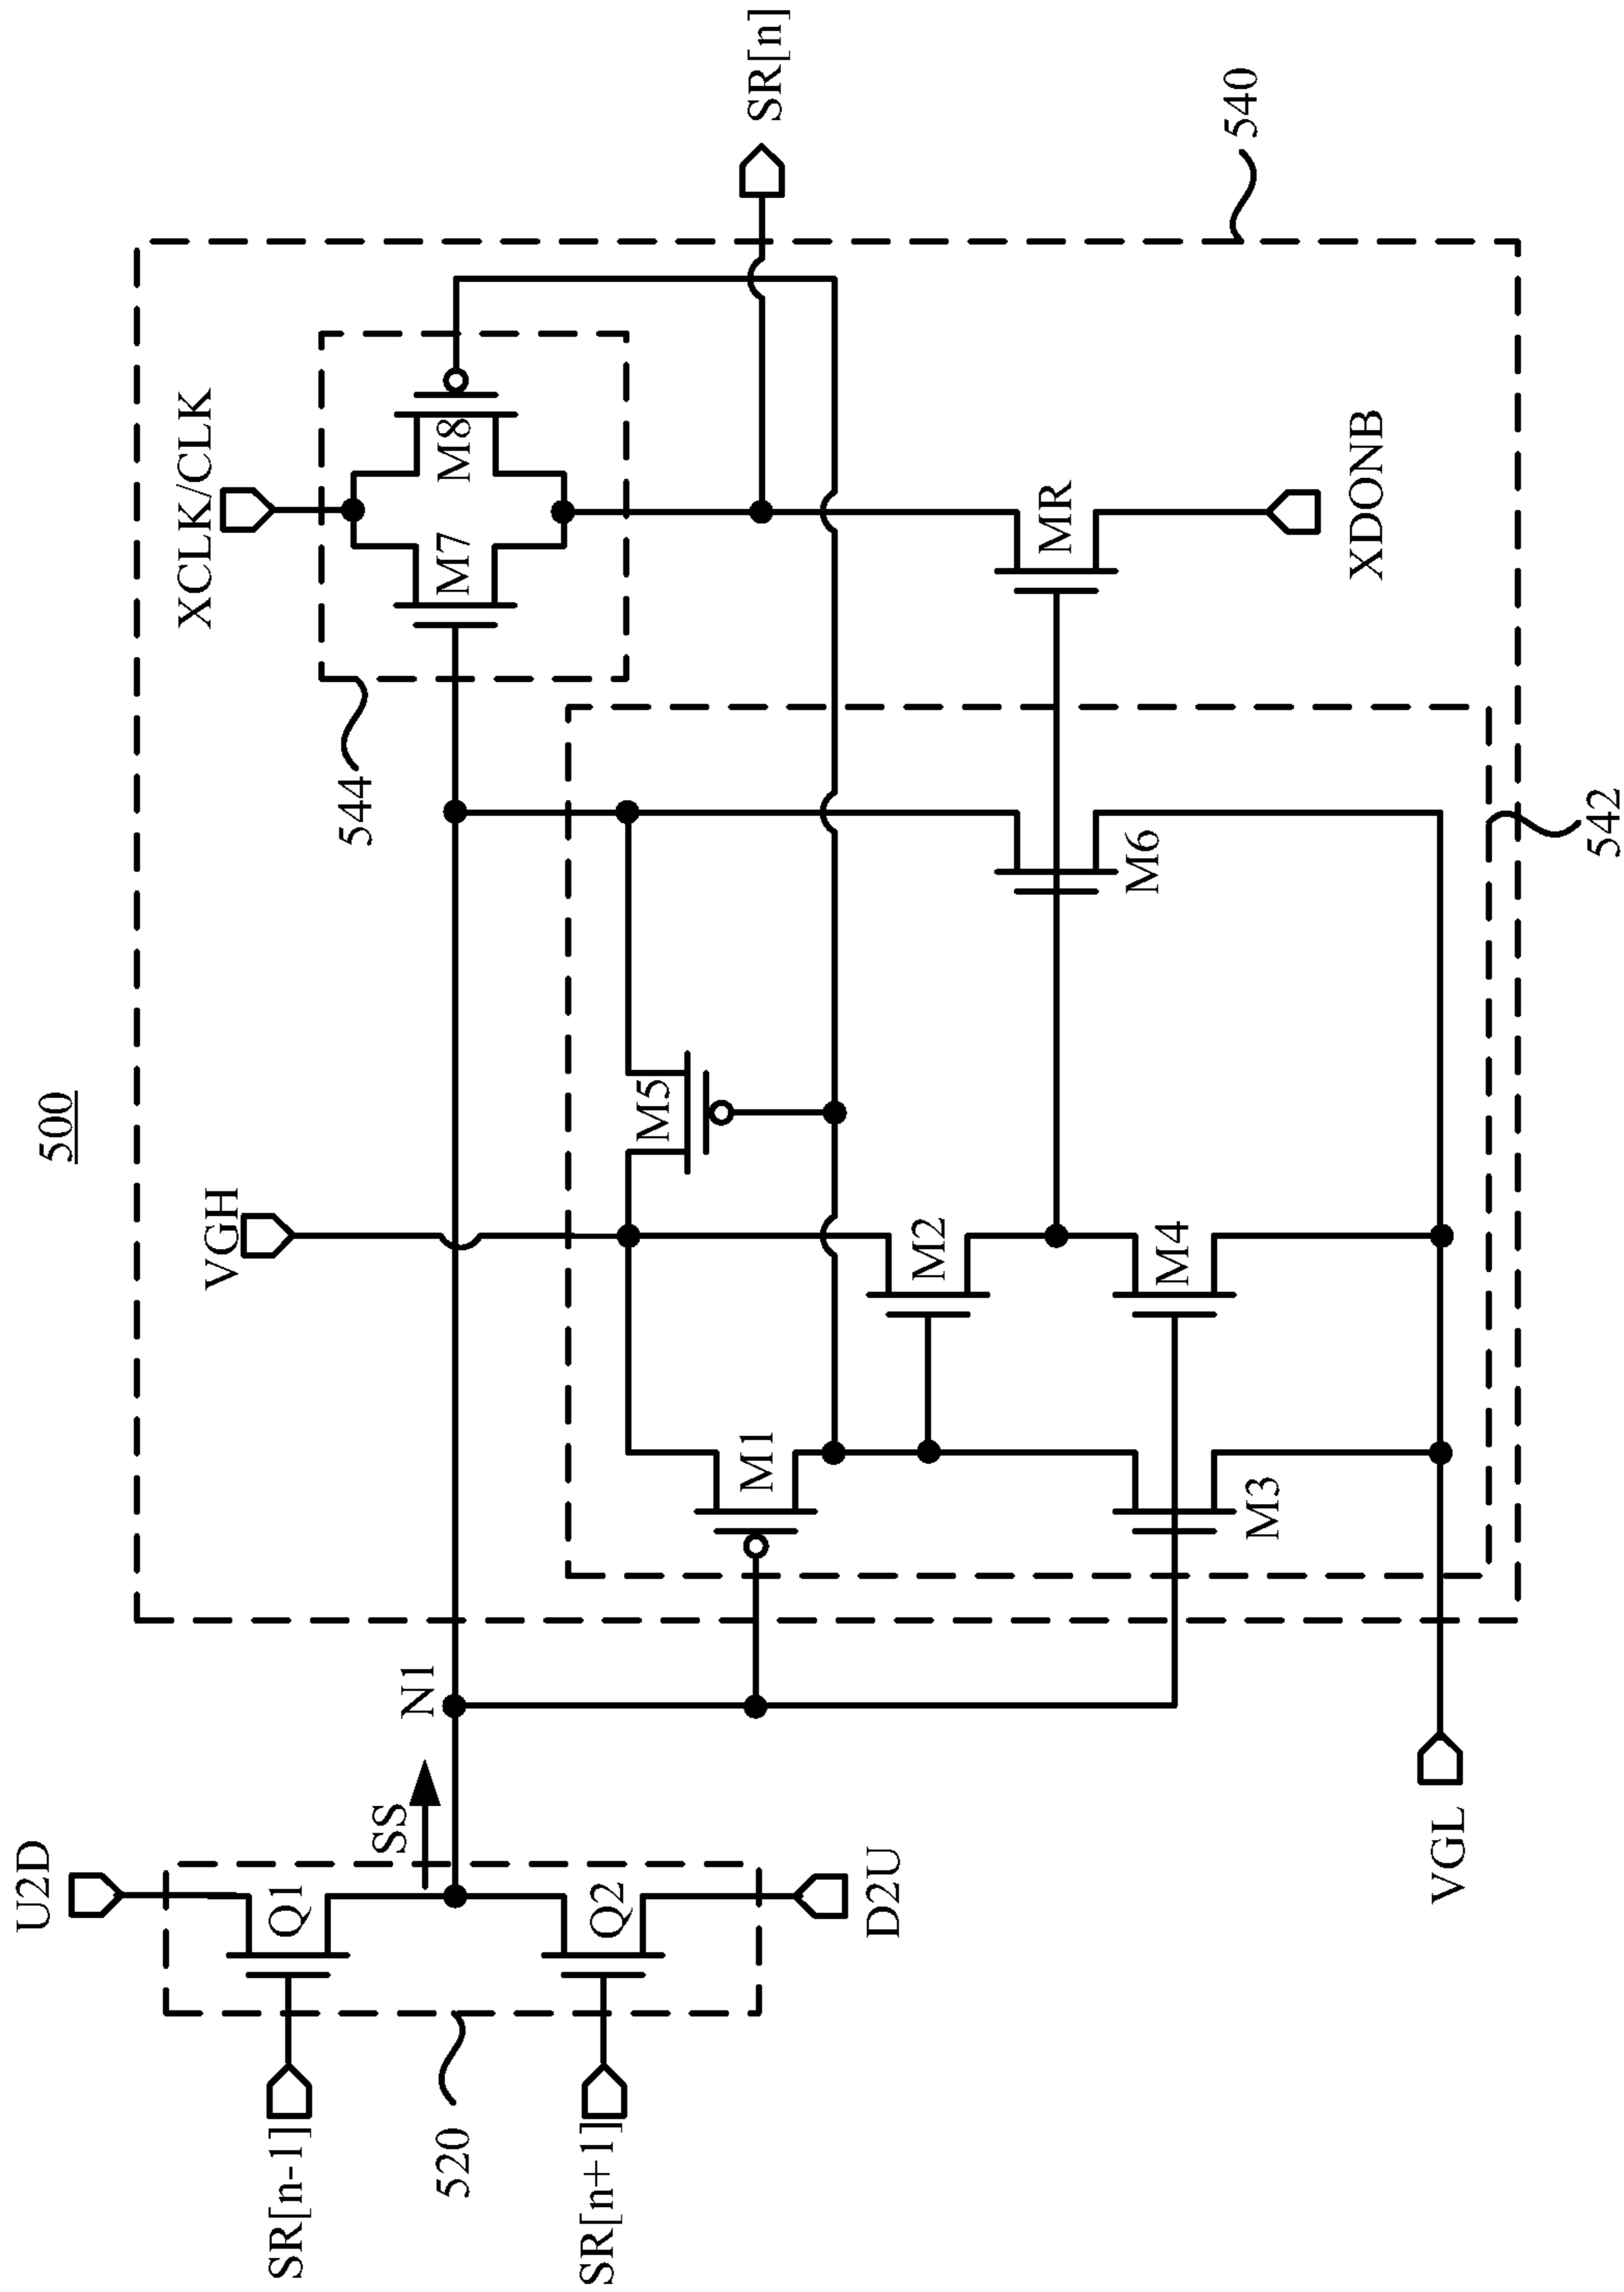 500
U2D
VGH
XCLK/CLK
SR[n-1]
Q1
SS
N1
M5
544
M7
M8
SR[n]
520
SR[n+1]
Q2
D2U
M1
M2
M6
MR
540
M3
M4
VGL
XDONB
542